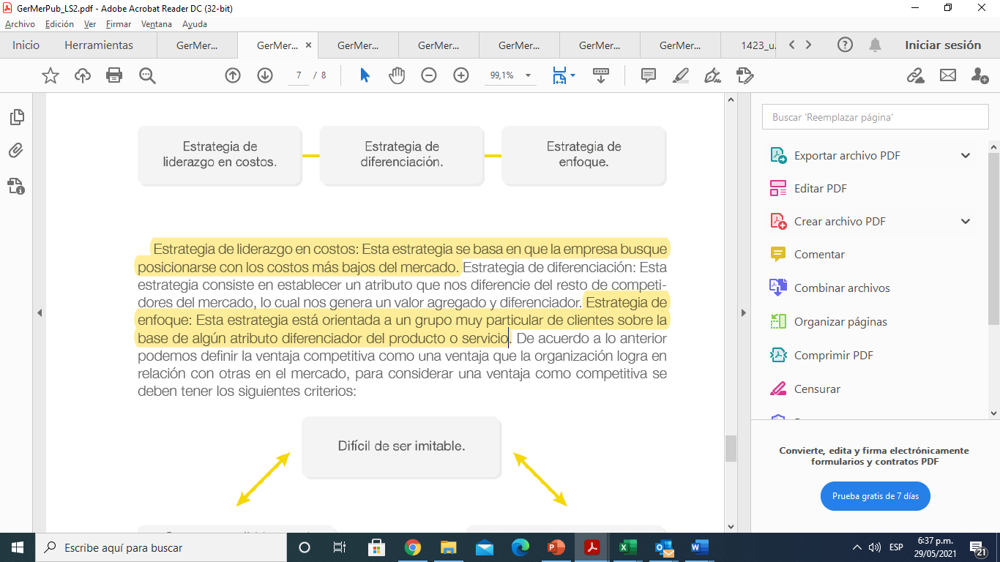 GerMerPub_LS2.pdf - Adobe Acrobat Reader DC (32-bit)
Archivo Edición Ver Firmar Ventana Ayuda
Inicio Herramientas GerMer... GerMer... GerMer... GerMer... GerMer... GerMer... GerMer... 1423_u. Iniciar sesión
7 / 8 99,1%
Estrategia de
liderazgo en costos.
Estrategia de
diferenciación.
Estrategia de
enfoque.
Estrategia de liderazgo en costos: Esta estrategia se basa en que la empresa busque
posicionarse con los costos más bajos del mercado. Estrategia de diferenciación: Esta
estrategia consiste en establecer un atributo que nos diferencie del resto de competi-
dores del mercado, lo cual nos genera un valor agregado y diferenciador. Estrategia de
enfoque: Esta estrategia está orientada a un grupo muy particular de clientes sobre la
base de algún atributo diferenciador del producto o servicio. De acuerdo a lo anterior
podemos definir la ventaja competitiva como una ventaja que la organización logra en
relación con otras en el mercado, para considerar una ventaja como competitiva se
deben tener los siguientes criterios:
Difícil de ser imitable.
Buscar 'Reemplazar página'
Exportar archivo PDF
Editar PDF
Crear archivo PDF
Comentar
Combinar archivos
Organizar páginas
Comprimir PDF
Censurar
Convierte, edita y firma electrónicamente
formularios y contratos PDF
Prueba gratis de 7 días
Escribe aquí para buscar
ESP
6:37 p.m.
29/05/2021
21